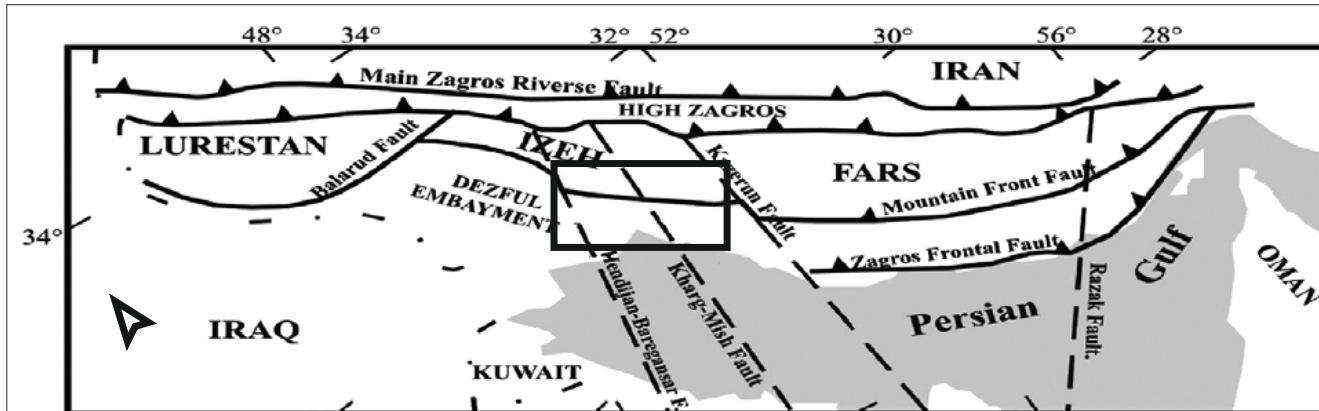 48° 34° 32° 52° 30° 56° 28°
Main Zagros Riverse Fault
IRAN
HIGH ZAGROS
LURESTAN
Balarud Fault
IZEH
Kazerun Fault
FARS
Mountain Front Fault
DEZFUL
EMBAYMENT
34°
Zagros Frontal Fault
Gulf
OMAN
Hendijan-Baregansar F.
Kharg-Mish Fault
Razak Fault.
Persian
IRAQ
KUWAIT